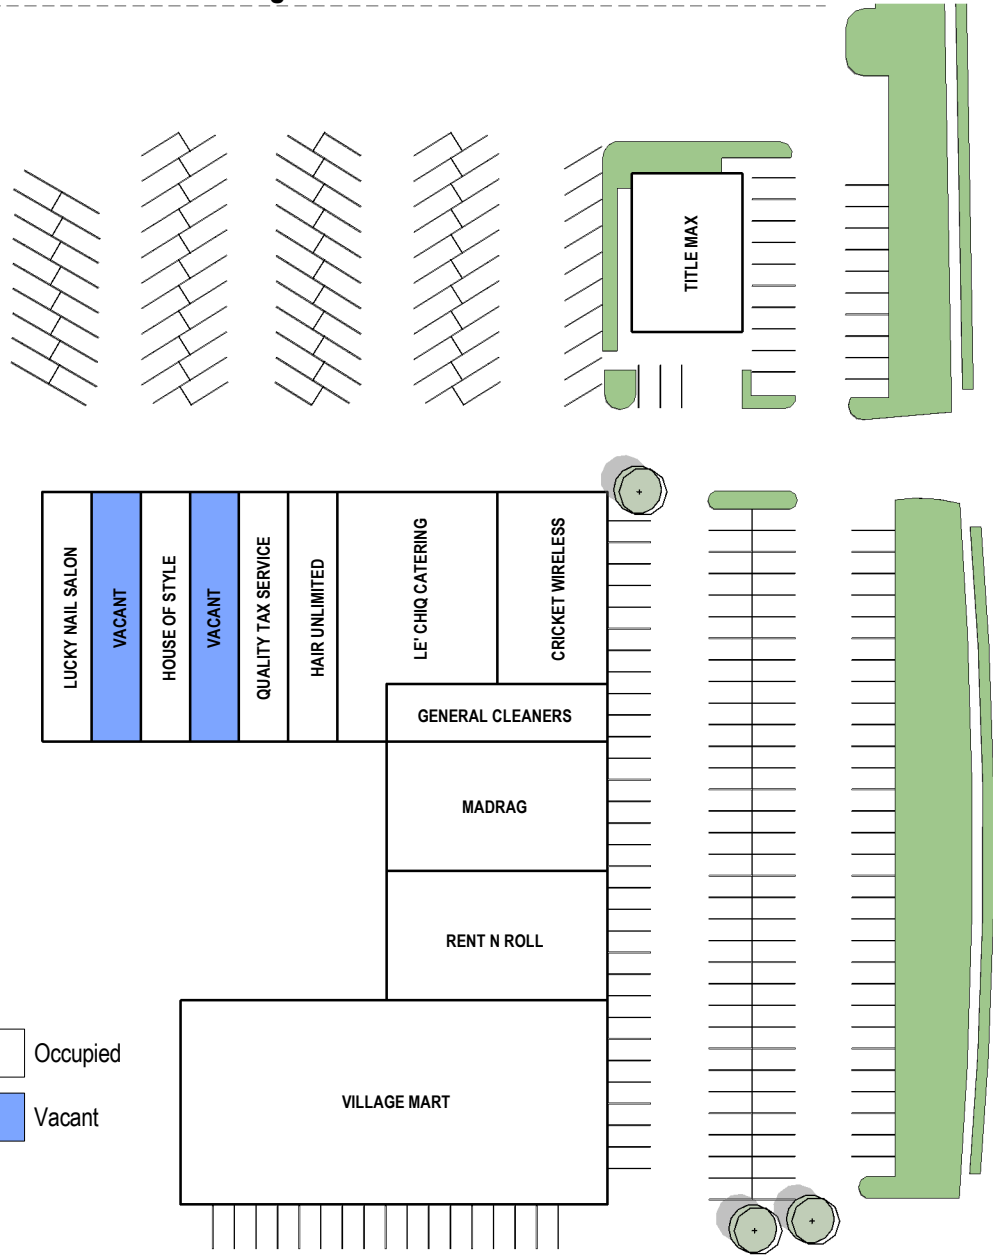 TITLE MAX
LUCKY NAIL SALON
VACANT
HOUSE OF STYLE
VACANT
QUALITY TAX SERVICE
HAIR UNLIMITED
LE' CHIQ CATERING
CRICKET WIRELESS
GENERAL CLEANERS
MADRAG
RENT N ROLL
VILLAGE MART
Occupied
Vacant